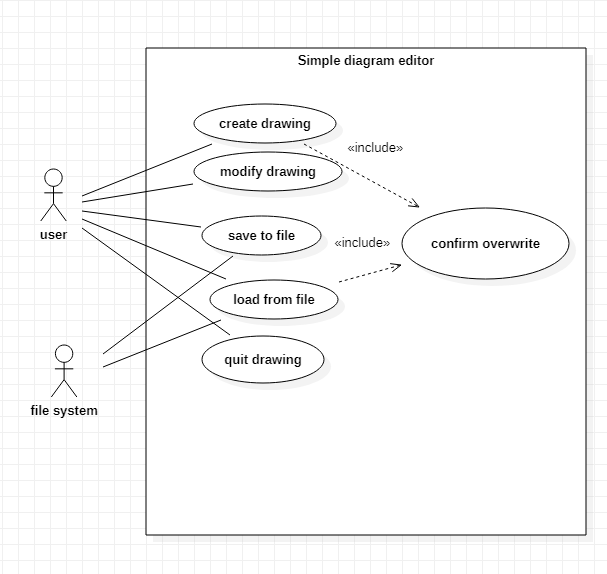 Simple diagram editor
create drawing
«include»
modify drawing
user
save to file
«include»
confirm overwrite
load from file
quit drawing
file system